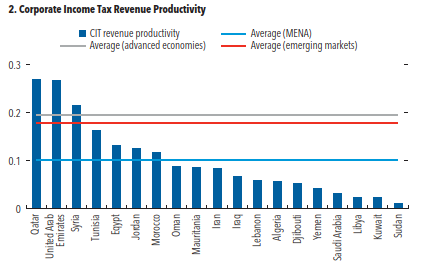 2. Corporate Income Tax Revenue Productivity
CIT revenue productivity
Average (MENA)
Average (advanced economies)
Average (emerging markets)
0.3
0.2
0.1
0
Qatar
United Arab
Emirates
Syria
Tunisia
Egypt
Jordan
Morocco
Oman
Mauritania
Iran
Iraq
Lebanon
Algeria
Djibouti
Yemen
Saudi Arabia
Libya
Kuwait
Sudan